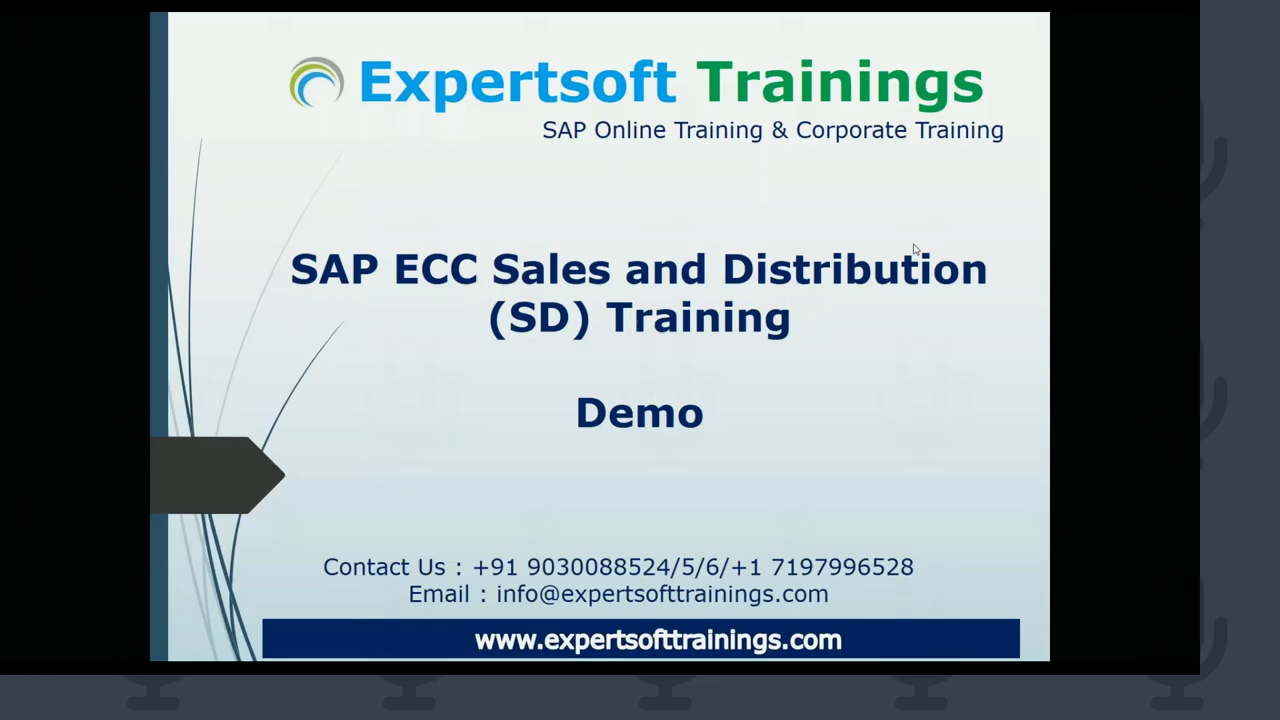 Expertsoft Trainings
SAP Online Training & Corporate Training
SAP ECC Sales and Distribution
(SD) Training
Demo
Contact Us : +91 9030088524/5/6/+1 7197996528
Email : info@expertsofttrainings.com
www.expertsofttrainings.com